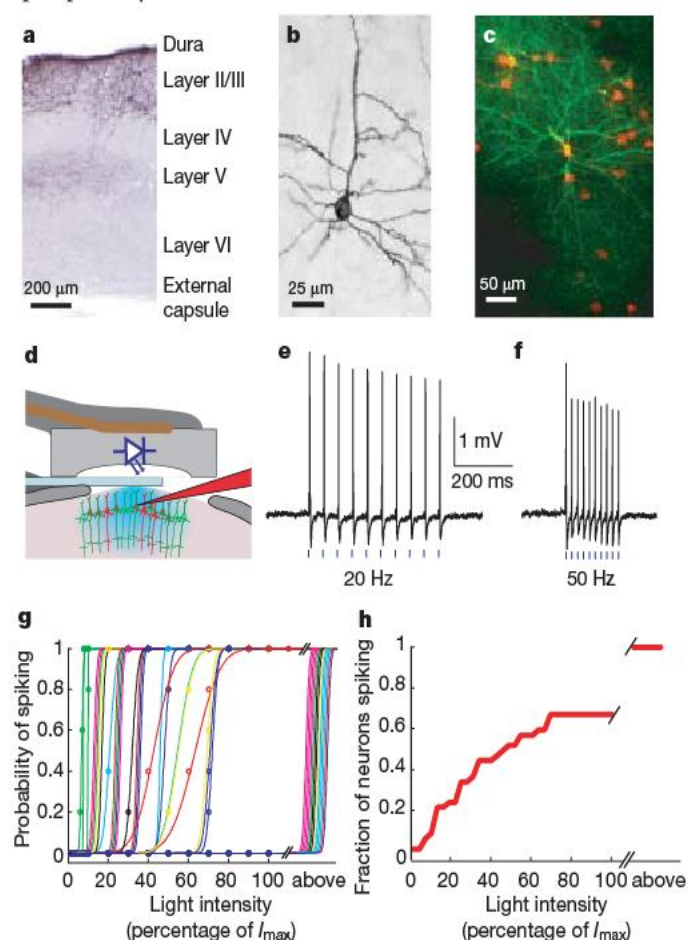 a
Dura
Layer II/III
Layer IV
Layer V
Layer VI
External
capsule
200 μm
b
25 μm
c
50 μm
d
e
1 mV
200 ms
20 Hz
f
50 Hz
g
Probability of spiking
1
0.8
0.6
0.4
0.2
0
0 20 40 60 80 100 above
Light intensity
(percentage of Imax)
h
Fraction of neurons spiking
1
0.8
0.6
0.4
0.2
0
0 20 40 60 80 100 above
Light intensity
(percentage of Imax)